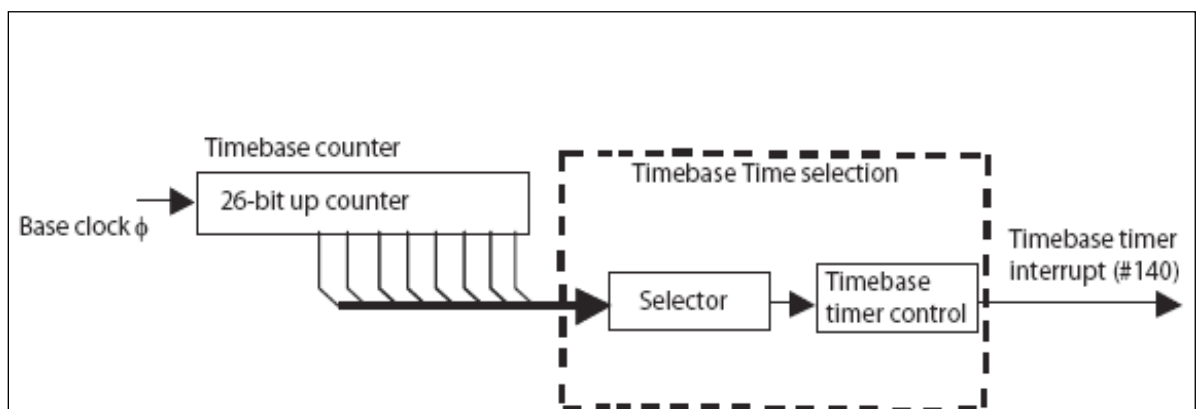 Timebase counter
26-bit up counter
Base clock ϕ
Timebase Time selection
Selector
Timebase
timer control
Timebase timer
interrupt (#140)